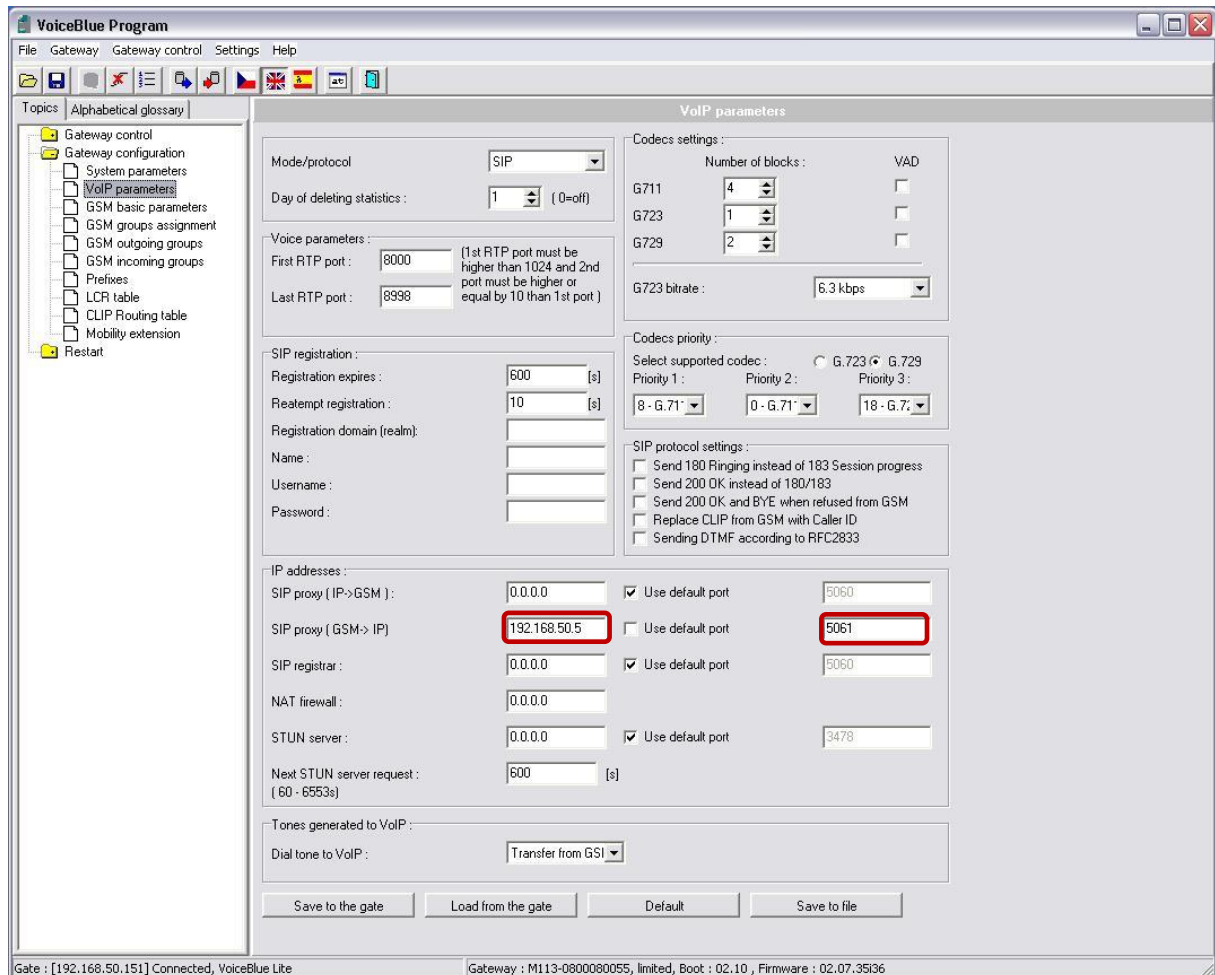 VoiceBlue Program
File Gateway Gateway control Settings Help
Topics Alphabetical glossary
Gateway control
Gateway configuration
System parameters
VoIP parameters
GSM basic parameters
GSM groups assignment
GSM outgoing groups
GSM incoming groups
Prefixes
LCR table
CLIP Routing table
Mobility extension
Restart
VoIP parameters
Mode/protocol SIP
Day of deleting statistics : 1 ( 0=off)
Voice parameters :
First RTP port : 8000
Last RTP port : 8998
(1st RTP port must be
higher than 1024 and 2nd
port must be higher or
equal by 10 than 1st port )
SIP registration :
Registration expires : 600 [s]
Reatempt registration : 10 [s]
Registration domain (realm):
Name :
Username :
Password :
Codecs settings :
Number of blocks : VAD
G711 4
G723 1
G729 2
G723 bitrate : 6.3 kbps
Codecs priority :
Select supported codec : G.723 G.729
Priority 1 : Priority 2 : Priority 3 :
8 - G.71 0 - G.71 18 - G.7
SIP protocol settings :
Send 180 Ringing instead of 183 Session progress
Send 200 OK instead of 180/183
Send 200 OK and BYE when refused from GSM
Replace CLIP from GSM with Caller ID
Sending DTMF according to RFC2833
IP addresses :
SIP proxy ( IP->GSM ) : 0.0.0.0 Use default port 5060
SIP proxy ( GSM-> IP) 192.168.50.5 Use default port 5061
SIP registrar : 0.0.0.0 Use default port 5060
NAT firewall : 0.0.0.0
STUN server : 0.0.0.0 Use default port 3478
Next STUN server request : 600 [s]
( 60 - 6553s)
Tones generated to VoIP :
Dial tone to VoIP : Transfer from GSI
Save to the gate Load from the gate Default Save to file
Gate : [192.168.50.151] Connected, VoiceBlue Lite Gateway : M113-0800080055, limited, Boot : 02.10 , Firmware : 02.07.35i36